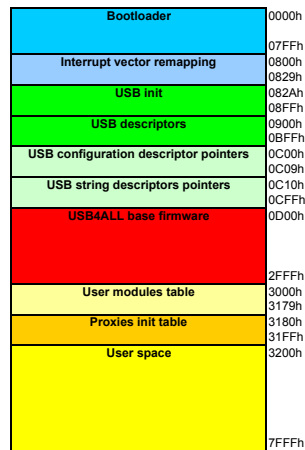 Bootloader 0000h
07FFh
Interrupt vector remapping 0800h
0829h
USB init 082Ah
08FFh
USB descriptors 0900h
0BFFh
USB configuration descriptor pointers 0C00h
0C09h
USB string descriptors pointers 0C10h
0CFFh
USB4ALL base firmware 0D00h
2FFFh
User modules table 3000h
3179h
Proxies init table 3180h
31FFh
User space 3200h
7FFFh